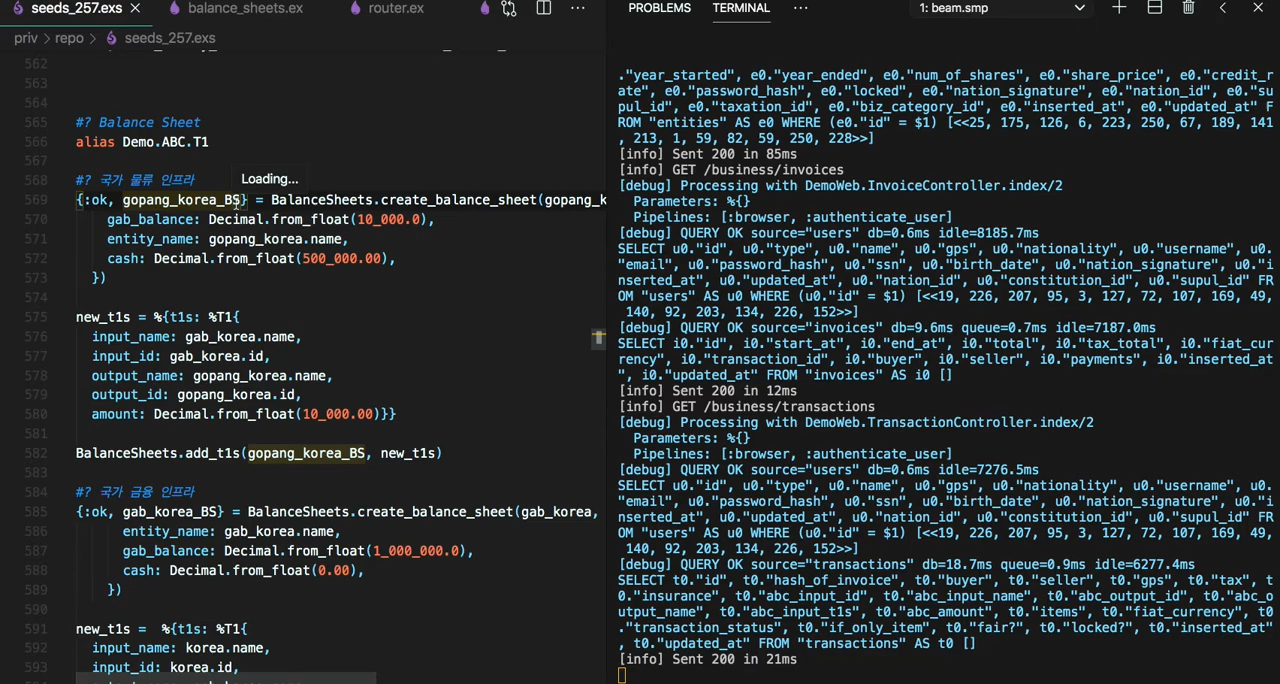 seeds_257.exs
balance_sheets.ex
router.ex
priv > repo > seeds_257.exs
562
563
564
565 #? Balance Sheet
566 alias Demo.ABC.T1
567
568 #? 국가 물류 인프라
Loading...
569 {:ok, gopang_korea_BS} = BalanceSheets.create_balance_sheet(gopang_k
570 gab_balance: Decimal.from_float(10_000.0),
571 entity_name: gopang_korea.name,
572 cash: Decimal.from_float(500_000.00),
573 })
574
575 new_t1s = %{t1s: %T1{
576 input_name: gab_korea.name,
577 input_id: gab_korea.id,
578 output_name: gopang_korea.name,
579 output_id: gopang_korea.id,
580 amount: Decimal.from_float(10_000.00)}}
581
582 BalanceSheets.add_t1s(gopang_korea_BS, new_t1s)
583
584 #? 국가 금융 인프라
585 {:ok, gab_korea_BS} = BalanceSheets.create_balance_sheet(gab_korea,
586 entity_name: gab_korea.name,
587 gab_balance: Decimal.from_float(1_000_000.0),
588 cash: Decimal.from_float(0.00),
589 })
590
591 new_t1s = %{t1s: %T1{
592 input_name: korea.name,
593 input_id: korea.id,
PROBLEMS TERMINAL ... 1: beam.smp
."year_started", e0."year_ended", e0."num_of_shares", e0."share_price", e0."credit_r
ate", e0."password_hash", e0."locked", e0."nation_signature", e0."nation_id", e0."su
pul_id", e0."taxation_id", e0."biz_category_id", e0."inserted_at", e0."updated_at" F
ROM "entities" AS e0 WHERE (e0."id" = $1) [<<25, 175, 126, 6, 223, 250, 67, 189, 141
, 213, 1, 59, 82, 59, 250, 228>>]
[info] Sent 200 in 85ms
[info] GET /business/invoices
[debug] Processing with DemoWeb.InvoiceController.index/2
Parameters: %{}
Pipelines: [:browser, :authenticate_user]
[debug] QUERY OK source="users" db=0.6ms idle=8185.7ms
SELECT u0."id", u0."type", u0."name", u0."gps", u0."nationality", u0."username", u0.
"email", u0."password_hash", u0."ssn", u0."birth_date", u0."nation_signature", u0."i
nserted_at", u0."updated_at", u0."nation_id", u0."constitution_id", u0."supul_id" FR
OM "users" AS u0 WHERE (u0."id" = $1) [<<19, 226, 207, 95, 3, 127, 72, 107, 169, 49,
140, 92, 203, 134, 226, 152>>]
[debug] QUERY OK source="invoices" db=9.6ms queue=0.7ms idle=7187.0ms
SELECT i0."id", i0."start_at", i0."end_at", i0."total", i0."tax_total", i0."fiat_cur
rency", i0."transaction_id", i0."buyer", i0."seller", i0."payments", i0."inserted_at
", i0."updated_at" FROM "invoices" AS i0 []
[info] Sent 200 in 12ms
[info] GET /business/transactions
[debug] Processing with DemoWeb.TransactionController.index/2
Parameters: %{}
Pipelines: [:browser, :authenticate_user]
[debug] QUERY OK source="users" db=0.6ms idle=7276.5ms
SELECT u0."id", u0."type", u0."name", u0."gps", u0."nationality", u0."username", u0.
"email", u0."password_hash", u0."ssn", u0."birth_date", u0."nation_signature", u0."i
nserted_at", u0."updated_at", u0."nation_id", u0."constitution_id", u0."supul_id" FR
OM "users" AS u0 WHERE (u0."id" = $1) [<<19, 226, 207, 95, 3, 127, 72, 107, 169, 49,
140, 92, 203, 134, 226, 152>>]
[debug] QUERY OK source="transactions" db=18.7ms queue=0.9ms idle=6277.4ms
SELECT t0."id", t0."hash_of_invoice", t0."buyer", t0."seller", t0."gps", t0."tax", t
0."insurance", t0."abc_input_id", t0."abc_input_name", t0."abc_output_id", t0."abc_o
utput_name", t0."abc_input_t1s", t0."abc_amount", t0."items", t0."fiat_currency", t0
."transaction_status", t0."if_only_item", t0."fair?", t0."locked?", t0."inserted_at"
, t0."updated_at" FROM "transactions" AS t0 []
[info] Sent 200 in 21ms